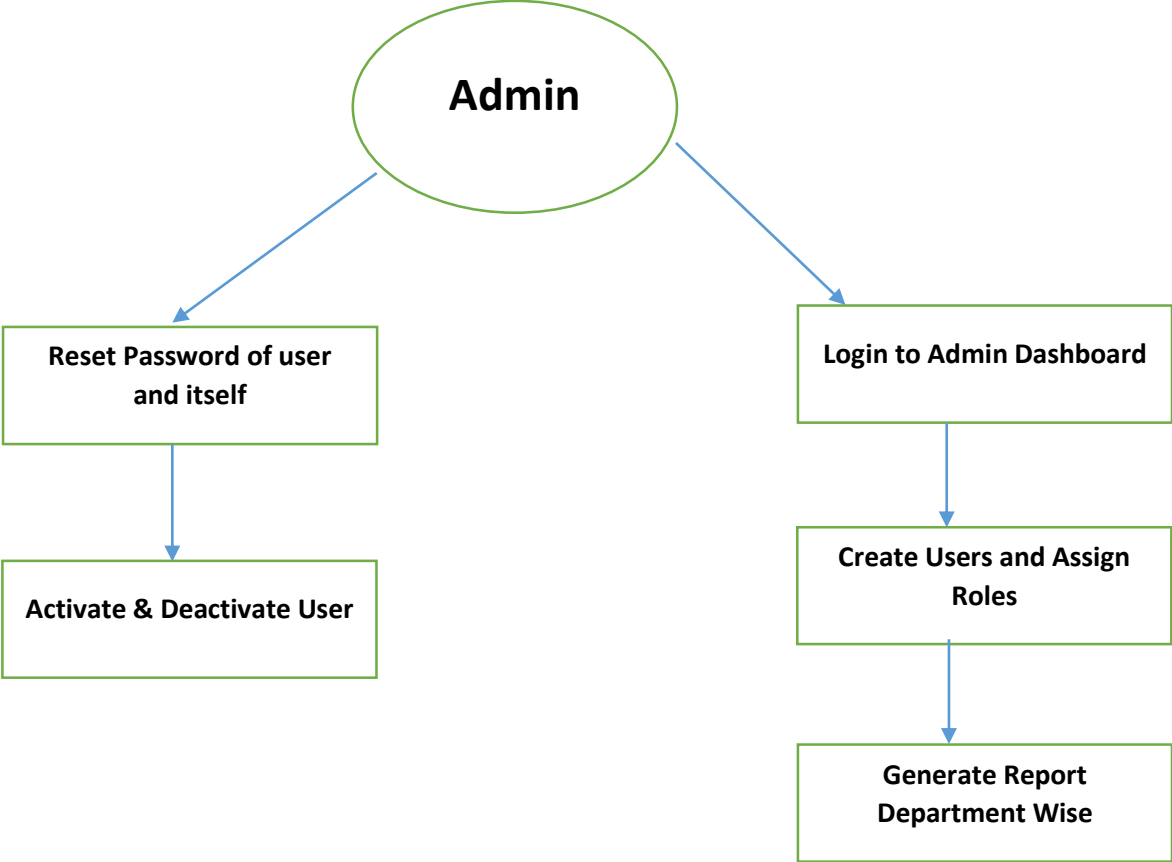 Admin
Reset Password of user
and itself
Activate & Deactivate User
Login to Admin Dashboard
Create Users and Assign
Roles
Generate Report
Department Wise